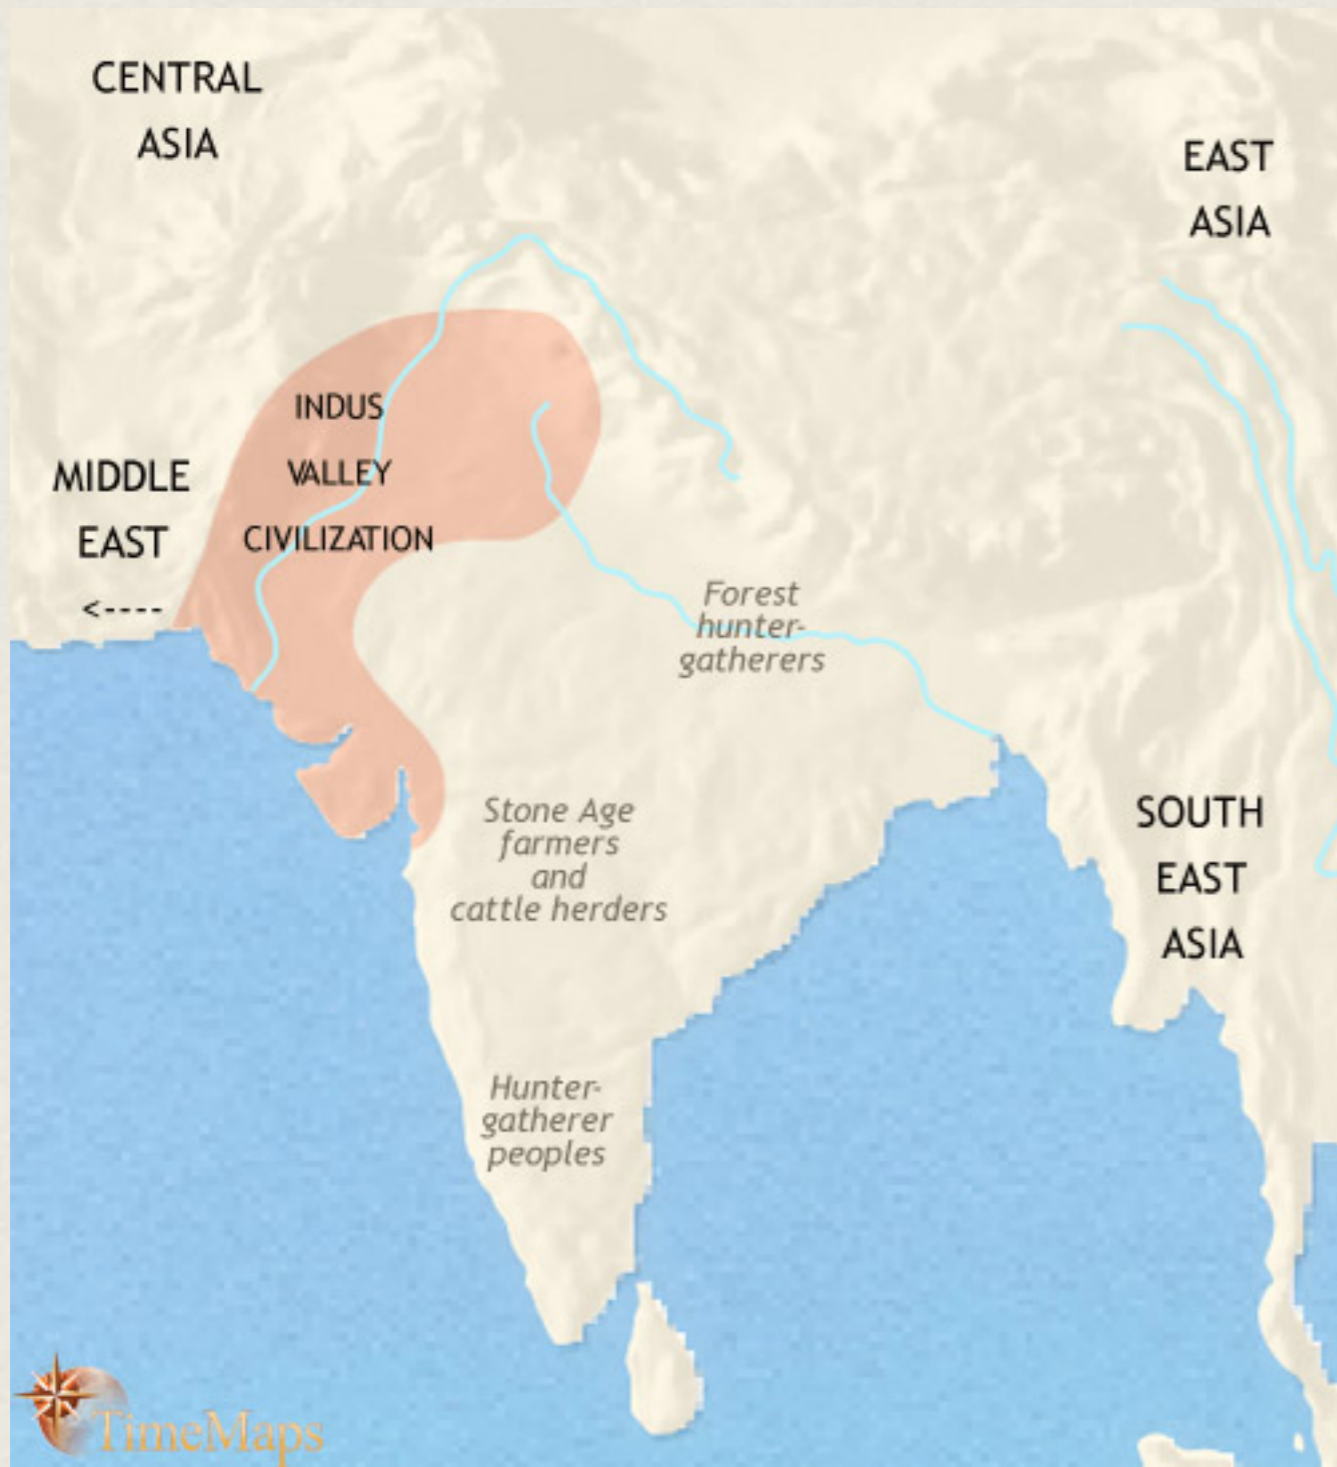 CENTRAL
ASIA
EAST
ASIA
INDUS
VALLEY
CIVILIZATION
MIDDLE
EAST
<----
Forest
hunter-
gatherers
Stone Age
farmers
and
cattle herders
SOUTH
EAST
ASIA
Hunter-
gatherer
peoples
TimeMaps